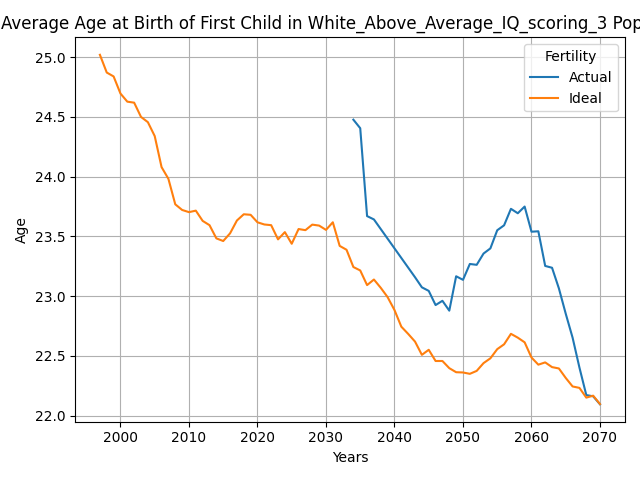 Average Age at Birth of First Child in White_Above_Average_IQ_scoring_3 Pop
Fertility
Actual
Ideal
25.0
24.5
24.0
23.5
23.0
22.5
22.0
Age
2000 2010 2020 2030 2040 2050 2060 2070
Years